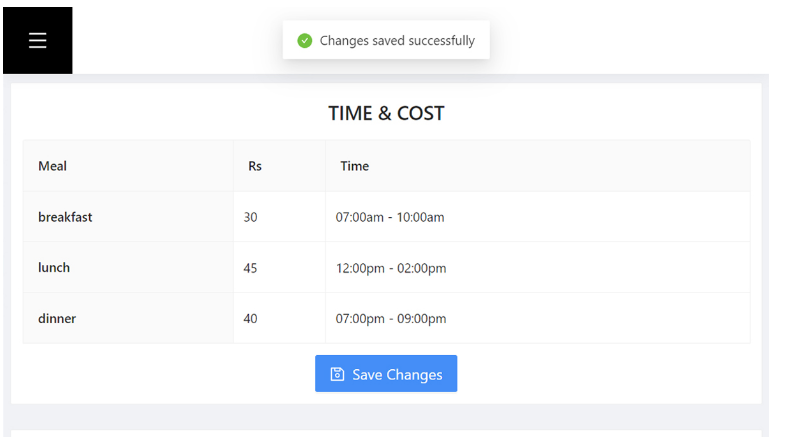 Changes saved successfully
TIME & COST
Meal Rs Time
breakfast 30 07:00am - 10:00am
lunch 45 12:00pm - 02:00pm
dinner 40 07:00pm - 09:00pm
Save Changes